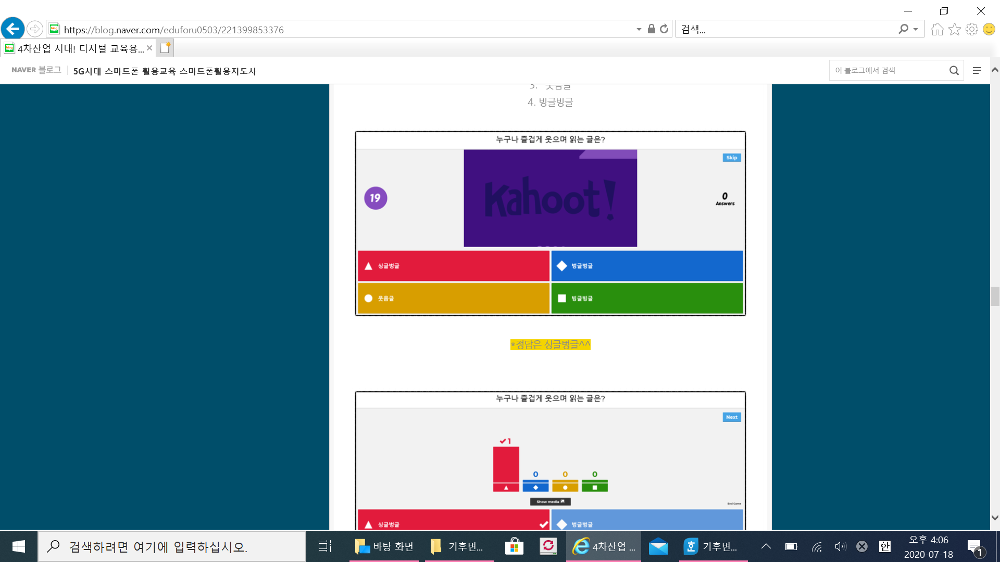 https://blog.naver.com/eduforu0503/221399853376
검색...
4차산업 시대! 디지털 교육용...
NAVER 블로그
5G시대 스마트폰 활용교육 스마트폰활용지도사
이 블로그에서 검색
3. 웃음글
4. 빙글빙글
누구나 즐겁게 웃으며 읽는 글은?
Skip
19
Kahoot!
0
Answers
싱글벙글
벙글벙글
웃음글
빙글빙글
*정답은 싱글벙글^^
누구나 즐겁게 웃으며 읽는 글은?
Next
1
0
0
0
Show media
End Game
싱글벙글
벙글벙글
검색하려면 여기에 입력하십시오.
바탕 화면
기후변...
4차산업 ...
호
기후변...
한
오후 4:06
2020-07-18
1